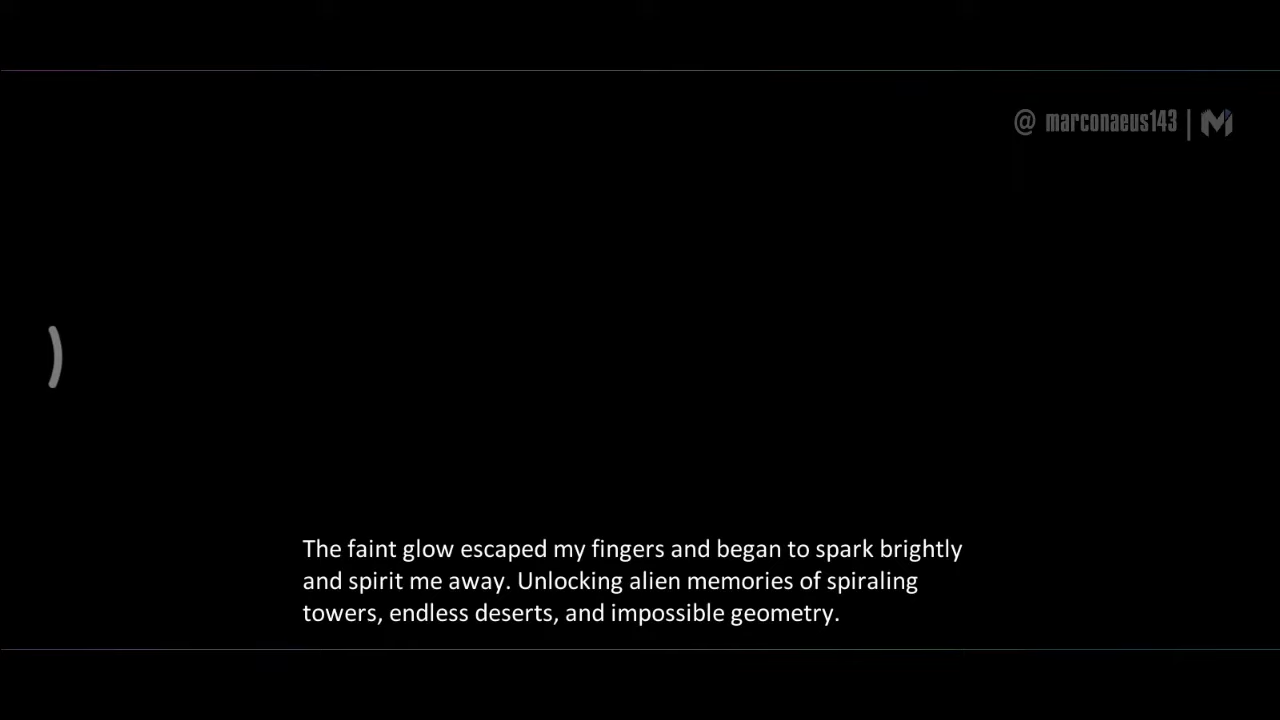 @ marconaeus143 | M
The faint glow escaped my fingers and began to spark brightly
and spirit me away. Unlocking alien memories of spiraling
towers, endless deserts, and impossible geometry.